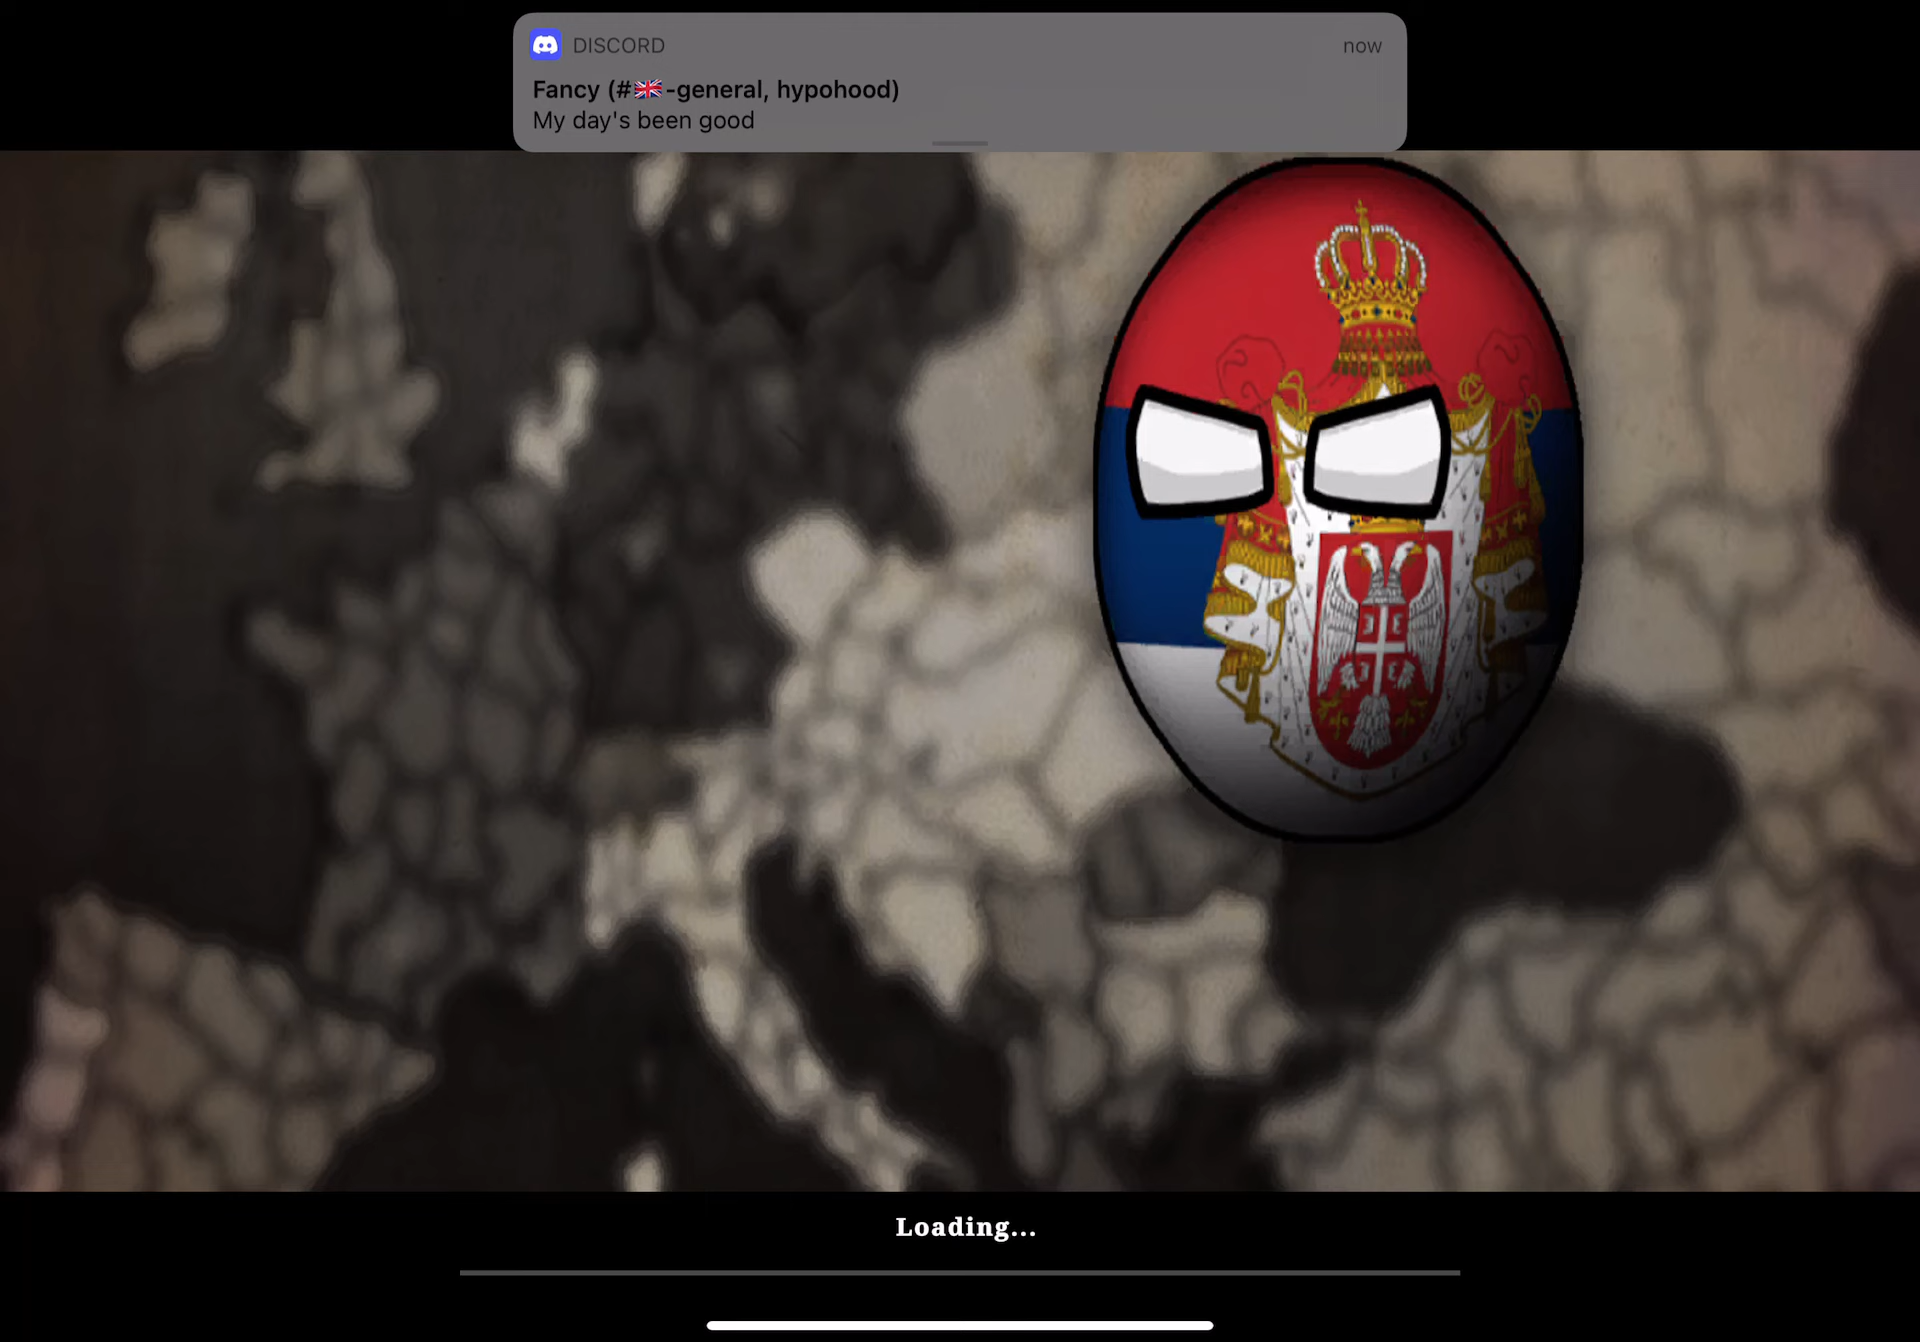 DISCORD now
Fancy (#🇬🇧-general, hypohood)
My day's been good
Loading...